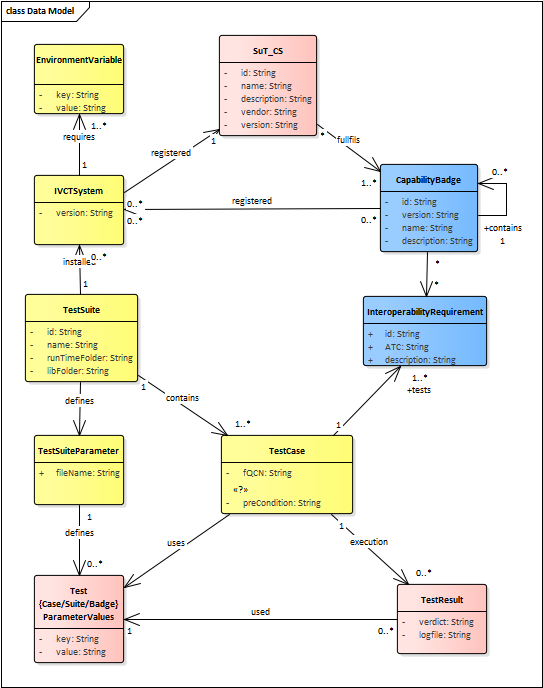 class Data Model
EnvironmentVariable
- key: String
- value: String
SuT_CS
- id: String
- name: String
- description: String
- vendor: String
- version: String
1..*
requires
1
registered
1
*
fullfils
1..*
IVCTSystem
- version: String
0..*
0..*
registered
0..*
CapabilityBadge
- id: String
- version: String
- name: String
- description: String
0..*
+contains
1
installed
0..*
1
*
*
TestSuite
- id: String
- name: String
- runTimeFolder: String
- libFolder: String
InteroperabilityRequirement
+ id: String
+ ATC: String
+ description: String
defines
1
contains
1..*
1
1..*
+tests
TestSuiteParameter
+ fileName: String
TestCase
- fQCN: String
«?»
- preCondition: String
1
defines
0..*
uses
1
execution
0..*
Test
{Case/Suite/Badge}
ParameterValues
- key: String
- value: String
1
used
0..*
TestResult
- verdict: String
- logfile: String